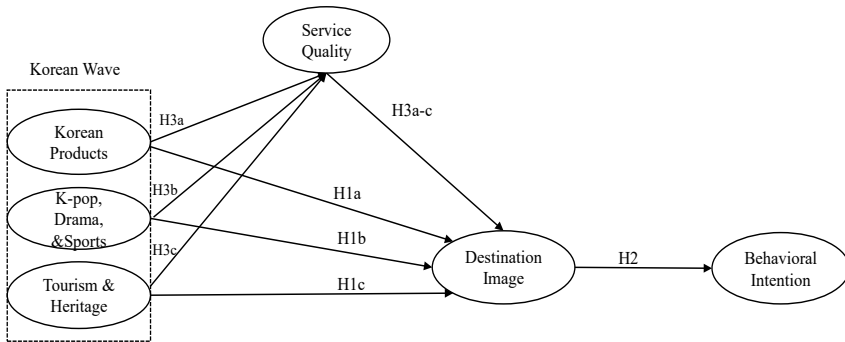 Service
Quality
Korean Wave
H3a
H3a-c
Korean
Products
H3b
H1a
K-pop,
Drama,
&Sports
H3c
H1b
Destination
Image
H2
Behavioral
Intention
Tourism &
Heritage
H1c